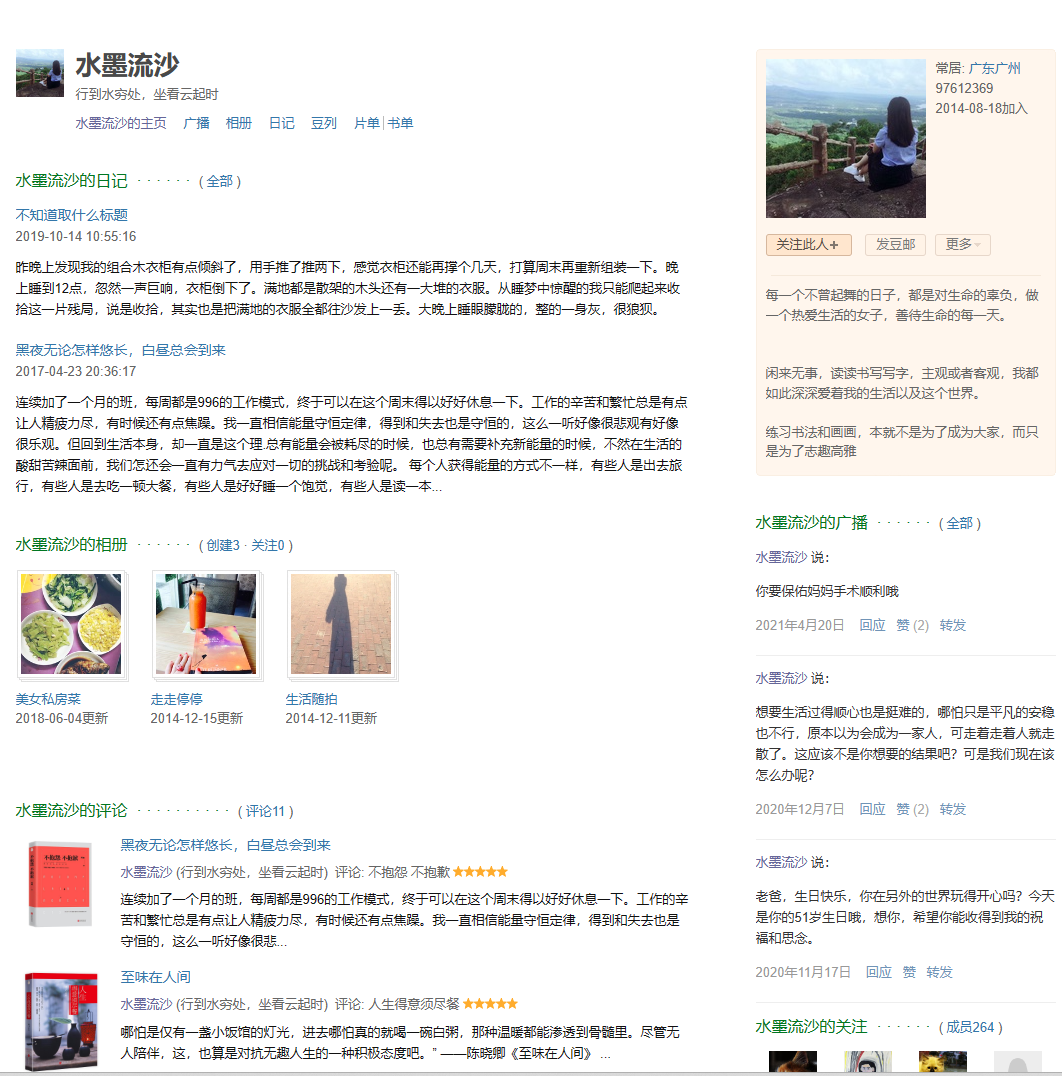 水墨流沙
行到水穷处，坐看云起时
水墨流沙的主页 广播 相册 日记 豆列 片单 书单
水墨流沙的日记 · · · · · · ( 全部 )
不知道取什么标题
2019-10-14 10:55:16
昨晚上发现我的组合木衣柜有点倾斜了，用手推了推两下，感觉衣柜还能再撑个几天，打算周末再重新组装一下。晚
上睡到12点，忽然一声巨响，衣柜倒下了。满地都是散架的木头还有一大堆的衣服。从睡梦中惊醒的我只能爬起来收
拾这一片残局，说是收拾，其实也是把满地的衣服全都往沙发上一丢。大晚上睡眼朦胧的，整的一身灰，很狼狈。
黑夜无论怎样悠长，白昼总会到来
2017-04-23 20:36:17
连续加了一个月的班，每周都是996的工作模式，终于可以在这个周末得以好好休息一下。工作的辛苦和繁忙总是有点
让人精疲力尽，有时候还有点焦躁。我一直相信能量守恒定律，得到和失去也是守恒的，这么一听好像很悲观有好像
很乐观。但回到生活本身，却一直是这个理.总有能量会被耗尽的时候，也总有需要补充新能量的时候，不然在生活的
酸甜苦辣面前，我们怎还会一直有力气去应对一切的挑战和考验呢。 每个人获得能量的方式不一样，有些人是出去旅
行，有些人是去吃一顿大餐，有些人是好好睡一个饱觉，有些人是读一本...
水墨流沙的相册 · · · · · · ( 创建3 · 关注0 )
美女私房菜 走走停停 生活随拍
2018-06-04更新 2014-12-15更新 2014-12-11更新
水墨流沙的评论 · · · · · · · · · · ( 评论11 )
黑夜无论怎样悠长，白昼总会到来
水墨流沙 (行到水穷处，坐看云起时) 评论: 不抱怨 不抱歉
连续加了一个月的班，每周都是996的工作模式，终于可以在这个周末得以好好休息一下。工作的辛
苦和繁忙总是有点让人精疲力尽，有时候还有点焦躁。我一直相信能量守恒定律，得到和失去也是
守恒的，这么一听好像很悲...
至味在人间
水墨流沙 (行到水穷处，坐看云起时) 评论: 人生得意须尽餐
哪怕是仅有一盏小饭馆的灯光，进去哪怕真的就喝一碗白粥，那种温暖都能渗透到骨髓里。尽管无
人陪伴，这，也算是对抗无趣人生的一种积极态度吧。” ——陈晓卿《至味在人间》 ...
常居: 广东广州
97612369
2014-08-18加入
关注此人+ 发豆邮 更多
每一个不曾起舞的日子，都是对生命的辜负，做
一个热爱生活的女子，善待生命的每一天。
闲来无事，读读书写写字，主观或者客观，我都
如此深深爱着我的生活以及这个世界。
练习书法和画画，本就不是为了成为大家，而只
是为了志趣高雅
水墨流沙的广播 · · · · · · ( 全部 )
水墨流沙 说：
你要保佑妈妈手术顺利哦
2021年4月20日 回应 赞 (2) 转发
水墨流沙 说：
想要生活过得顺心也是挺难的，哪怕只是平凡的安稳
也不行，原本以为会成为一家人，可走着走着人就走
散了。这应该不是你想要的结果吧？可是我们现在该
怎么办呢？
2020年12月7日 回应 赞 (2) 转发
水墨流沙 说：
老爸，生日快乐，你在另外的世界玩得开心吗？今天
是你的51岁生日哦，想你，希望你能收得到我的祝
福和思念。
2020年11月17日 回应 赞 转发
水墨流沙的关注 · · · · · · ( 成员264 )